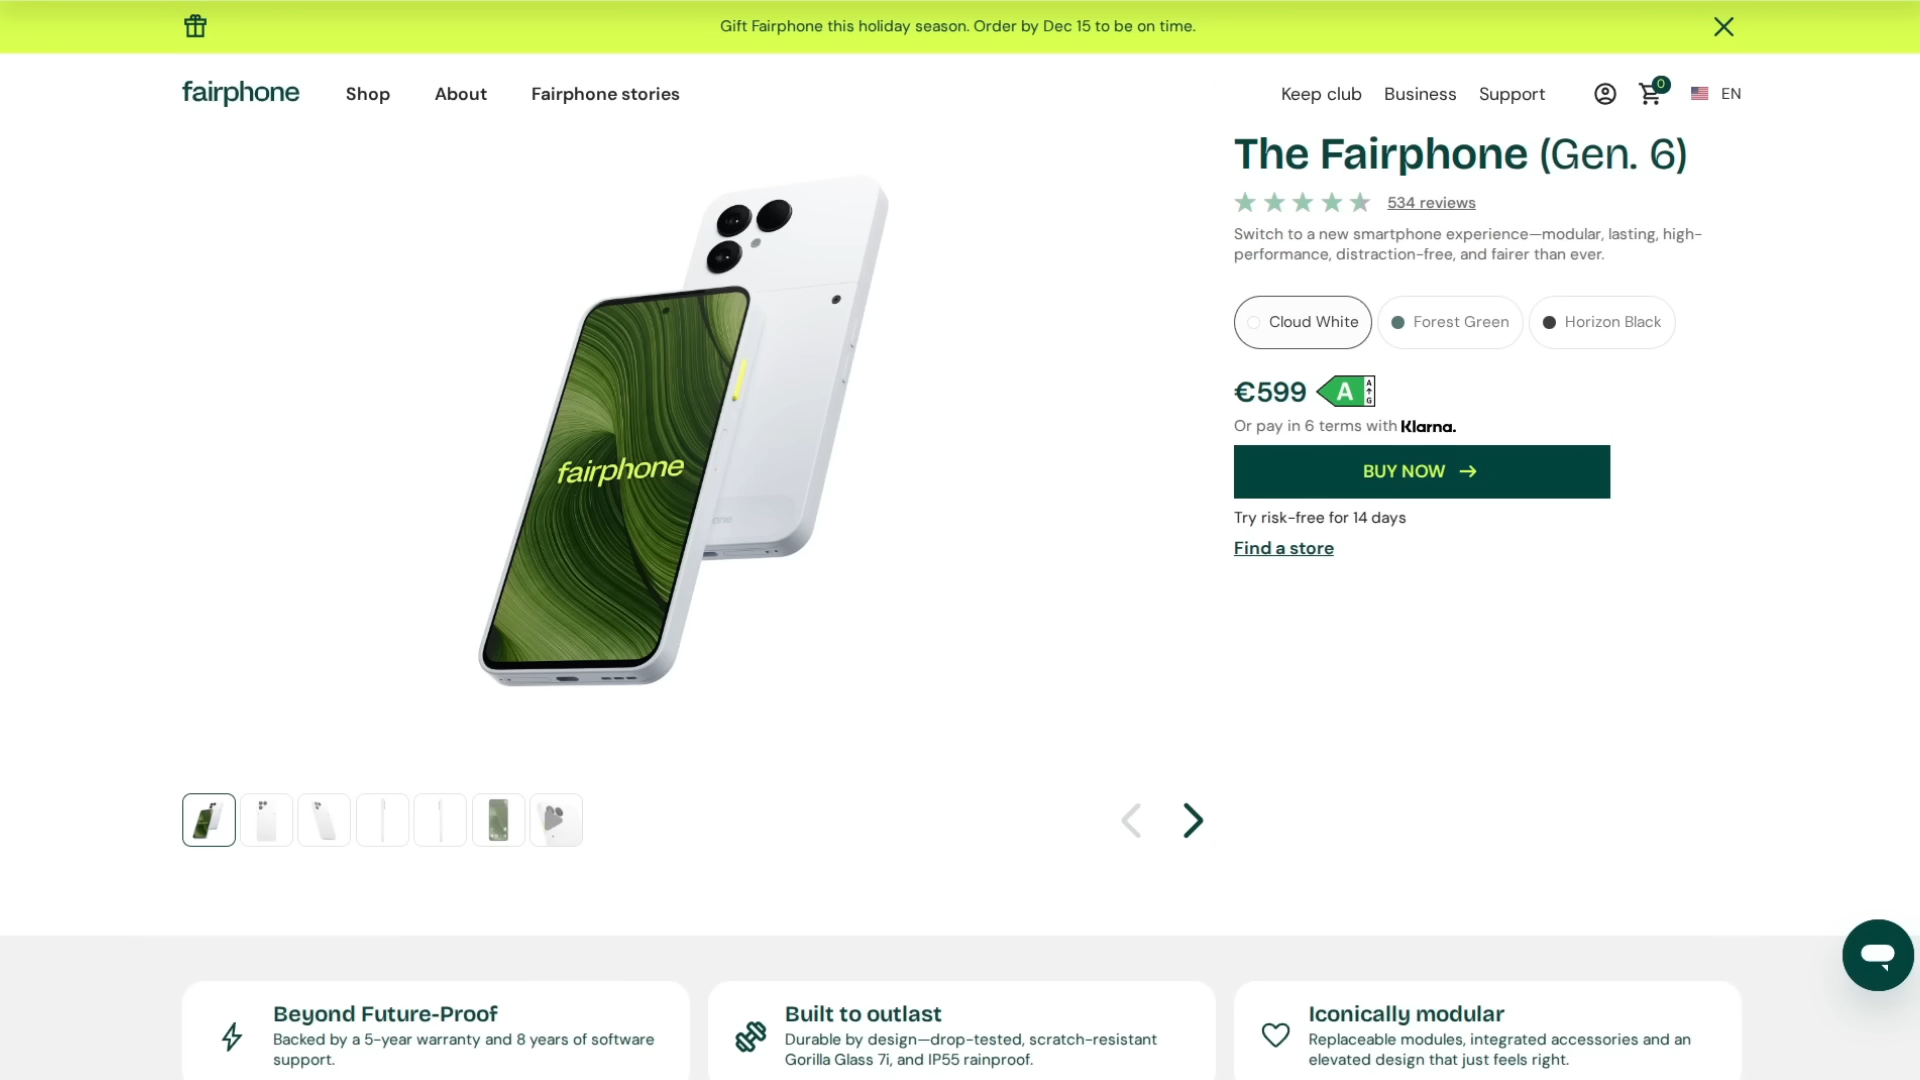 Gift Fairphone this holiday season. Order by Dec 15 to be on time.
fairphone
Shop
About
Fairphone stories
Keep club
Business
Support
0
EN
The Fairphone (Gen. 6)
534 reviews
Switch to a new smartphone experience—modular, lasting, high-
performance, distraction-free, and fairer than ever.
Cloud White
Forest Green
Horizon Black
€599
A
A
G
Or pay in 6 terms with Klarna.
BUY NOW
Try risk-free for 14 days
Find a store
fairphone
Beyond Future-Proof
Backed by a 5-year warranty and 8 years of software
support.
Built to outlast
Durable by design—drop-tested, scratch-resistant
Gorilla Glass 7i, and IP55 rainproof.
Iconically modular
Replaceable modules, integrated accessories and an
elevated design that just feels right.